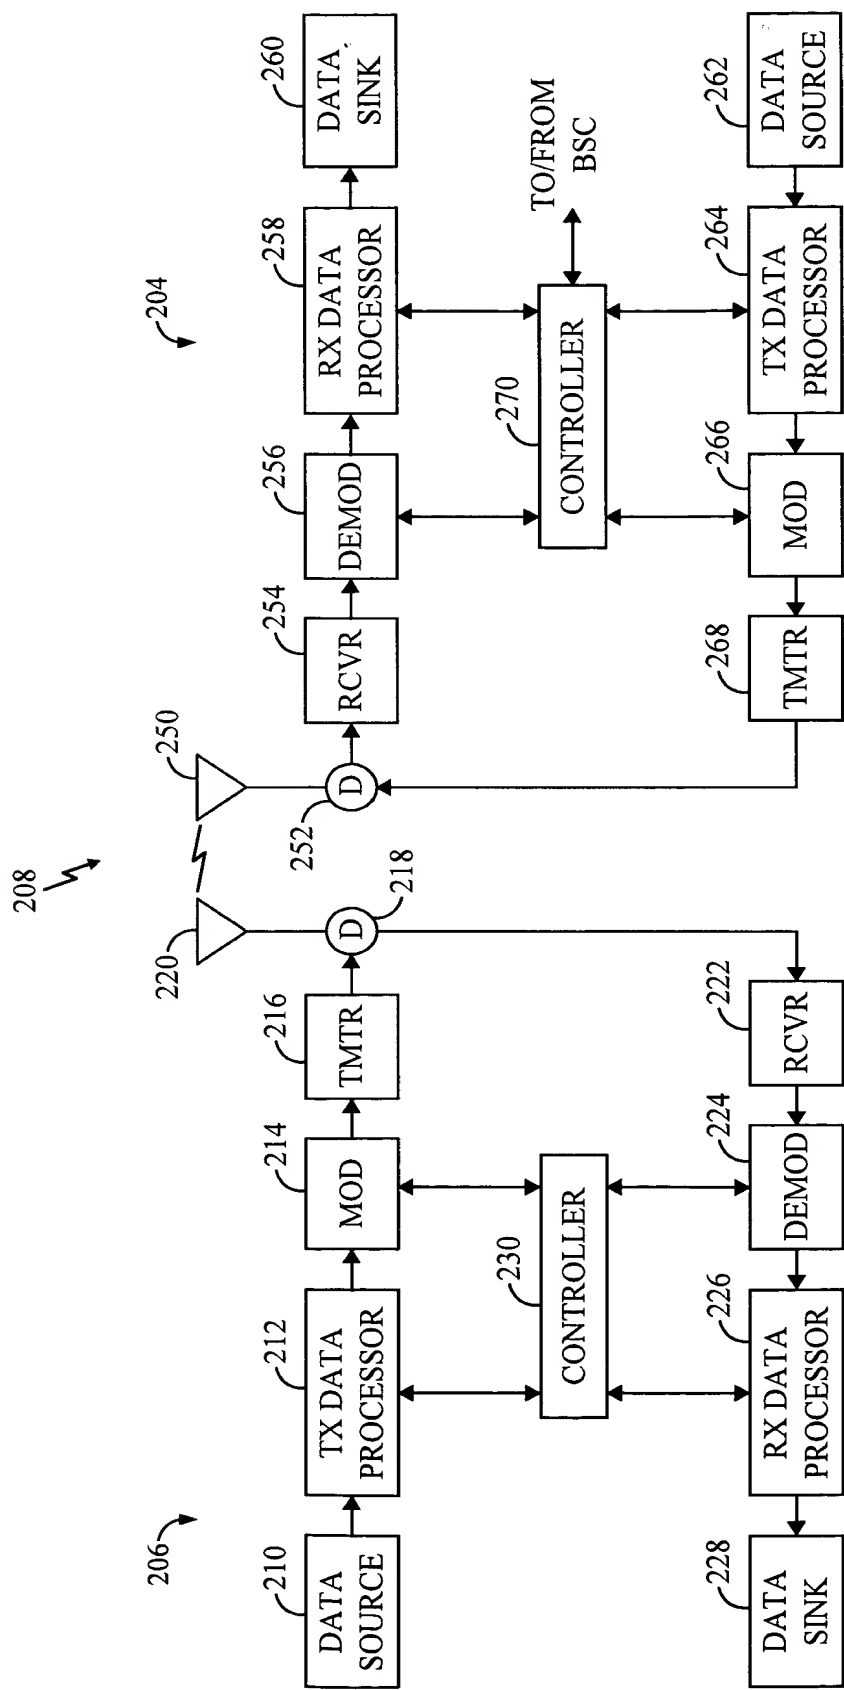 208
206
204
220
250
210
DATA
SOURCE
212
TX DATA
PROCESSOR
214
MOD
216
TMTR
D
218
D
252
254
RCVR
256
DEMOD
258
RX DATA
PROCESSOR
260
DATA
SINK
230
CONTROLLER
270
CONTROLLER
TO/FROM
BSC
228
DATA
SINK
226
RX DATA
PROCESSOR
224
DEMOD
222
RCVR
268
TMTR
266
MOD
264
TX DATA
PROCESSOR
262
DATA
SOURCE